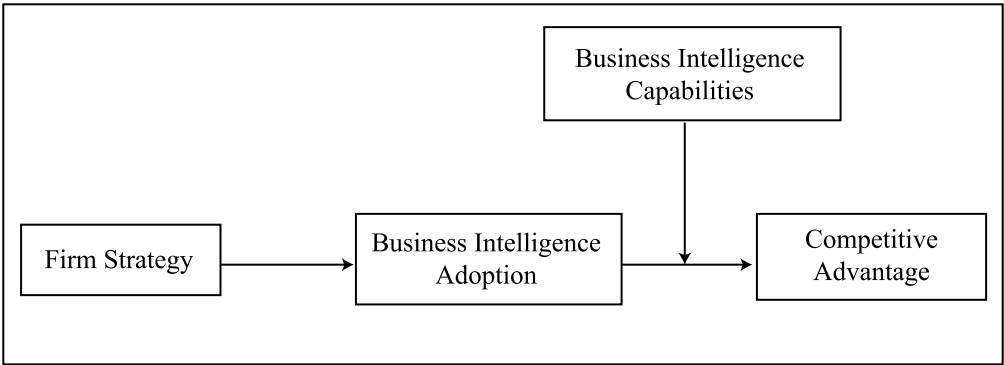 Business Intelligence
Capabilities
Firm Strategy
Business Intelligence
Adoption
Competitive
Advantage